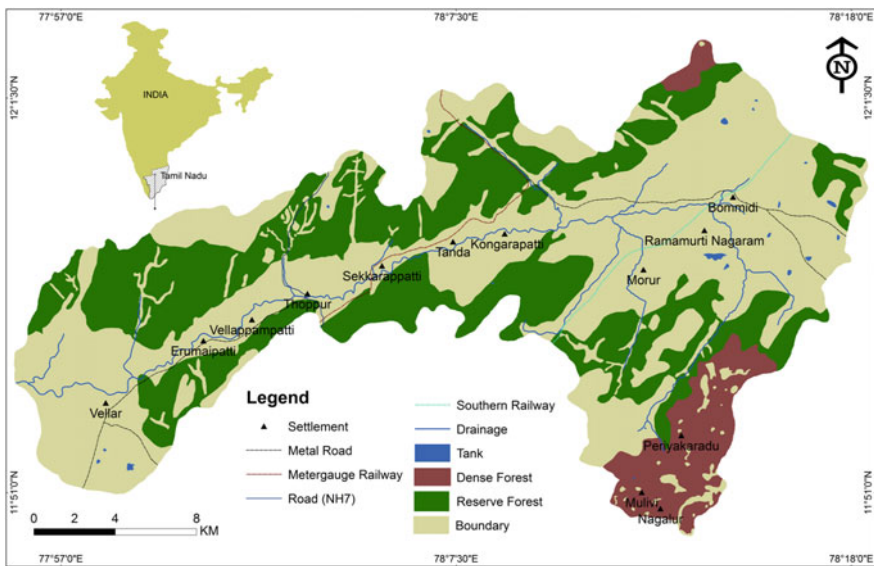 77°57'0"E 78°7'30"E 78°18'0"E
12°1'30"N
12°1'30"N
N
INDIA
Tamil Nadu
Bommidi
Kongarapatti
Ramamurti Nagaram
Tanda
Sekkarappatti
Morur
Thoppur
Vellappampatti
Erumaipatti
Vellar
Periyakaradu
Mulivi
Nagalur
Legend
Settlement
Metal Road
Metergauge Railway
Road (NH7)
Southern Railway
Drainage
Tank
Dense Forest
Reserve Forest
Boundary
0 2 4 8
KM
11°51'0"N
11°51'0"N
77°57'0"E 78°7'30"E 78°18'0"E